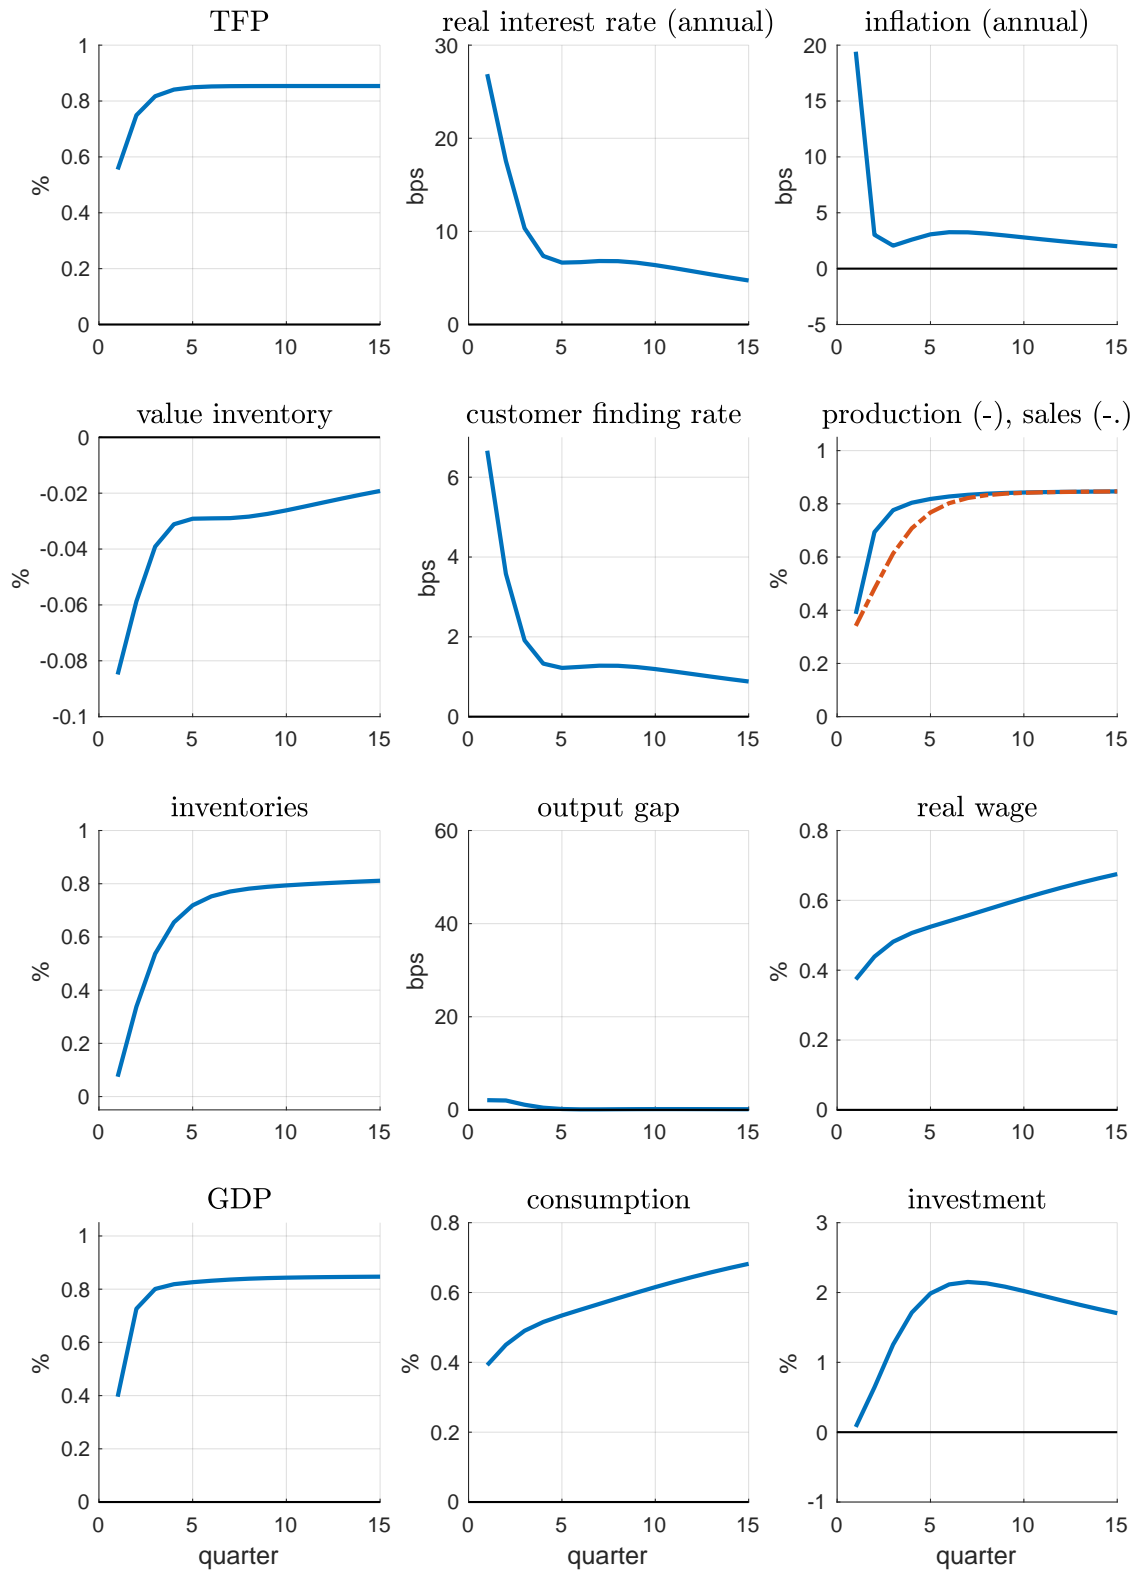 TFP
1
0.8
0.6
0.4
0.2
0
%
0 5 10 15
real interest rate (annual)
30
20
10
0
bps
0 5 10 15
inflation (annual)
20
15
10
5
0
-5
bps
0 5 10 15
value inventory
0
-0.02
-0.04
-0.06
-0.08
-0.1
%
0 5 10 15
customer finding rate
6
4
2
0
bps
0 5 10 15
production (-), sales (-.)
1
0.8
0.6
0.4
0.2
0
%
0 5 10 15
inventories
1
0.8
0.6
0.4
0.2
0
%
0 5 10 15
output gap
60
40
20
0
bps
0 5 10 15
real wage
0.8
0.6
0.4
0.2
0
%
0 5 10 15
GDP
1
0.8
0.6
0.4
0.2
0
%
0 5 10 15
quarter
consumption
0.8
0.6
0.4
0.2
0
%
0 5 10 15
quarter
investment
3
2
1
0
-1
%
0 5 10 15
quarter